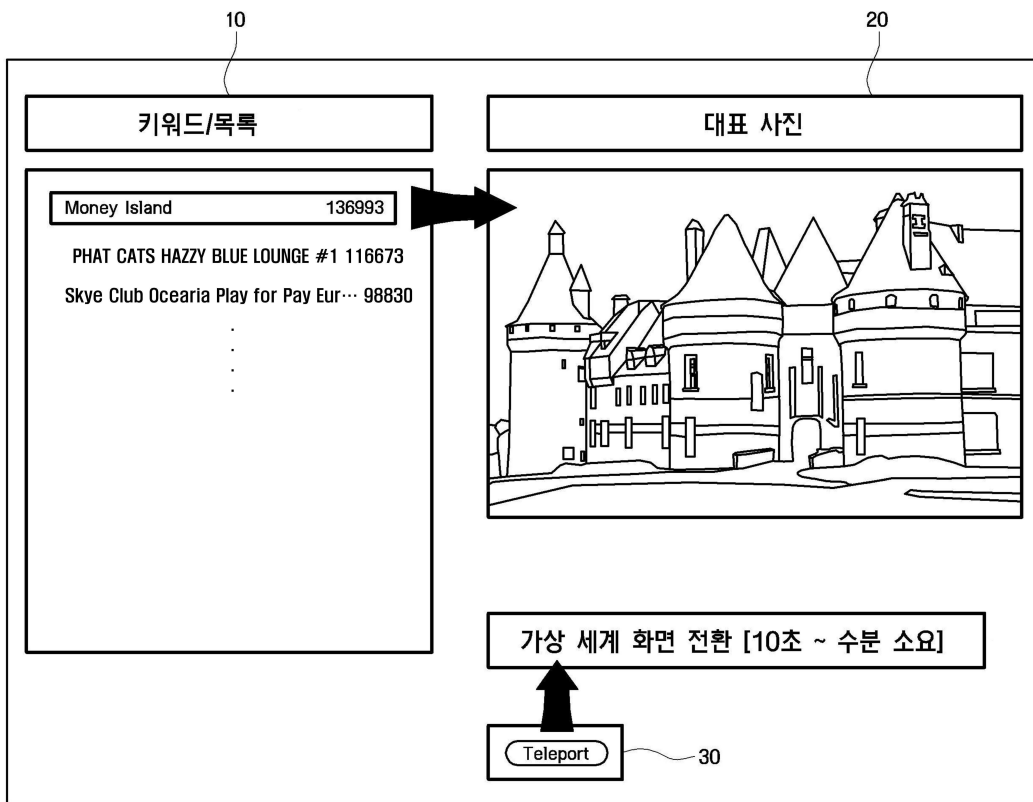 10
20
키워드/목록
대표 사진
Money Island 136993
PHAT CATS HAZZY BLUE LOUNGE #1 116673
Skye Club Ocearia Play for Pay Eur··· 98830
가상 세계 화면 전환 [10초 ~ 수분 소요]
Teleport
30